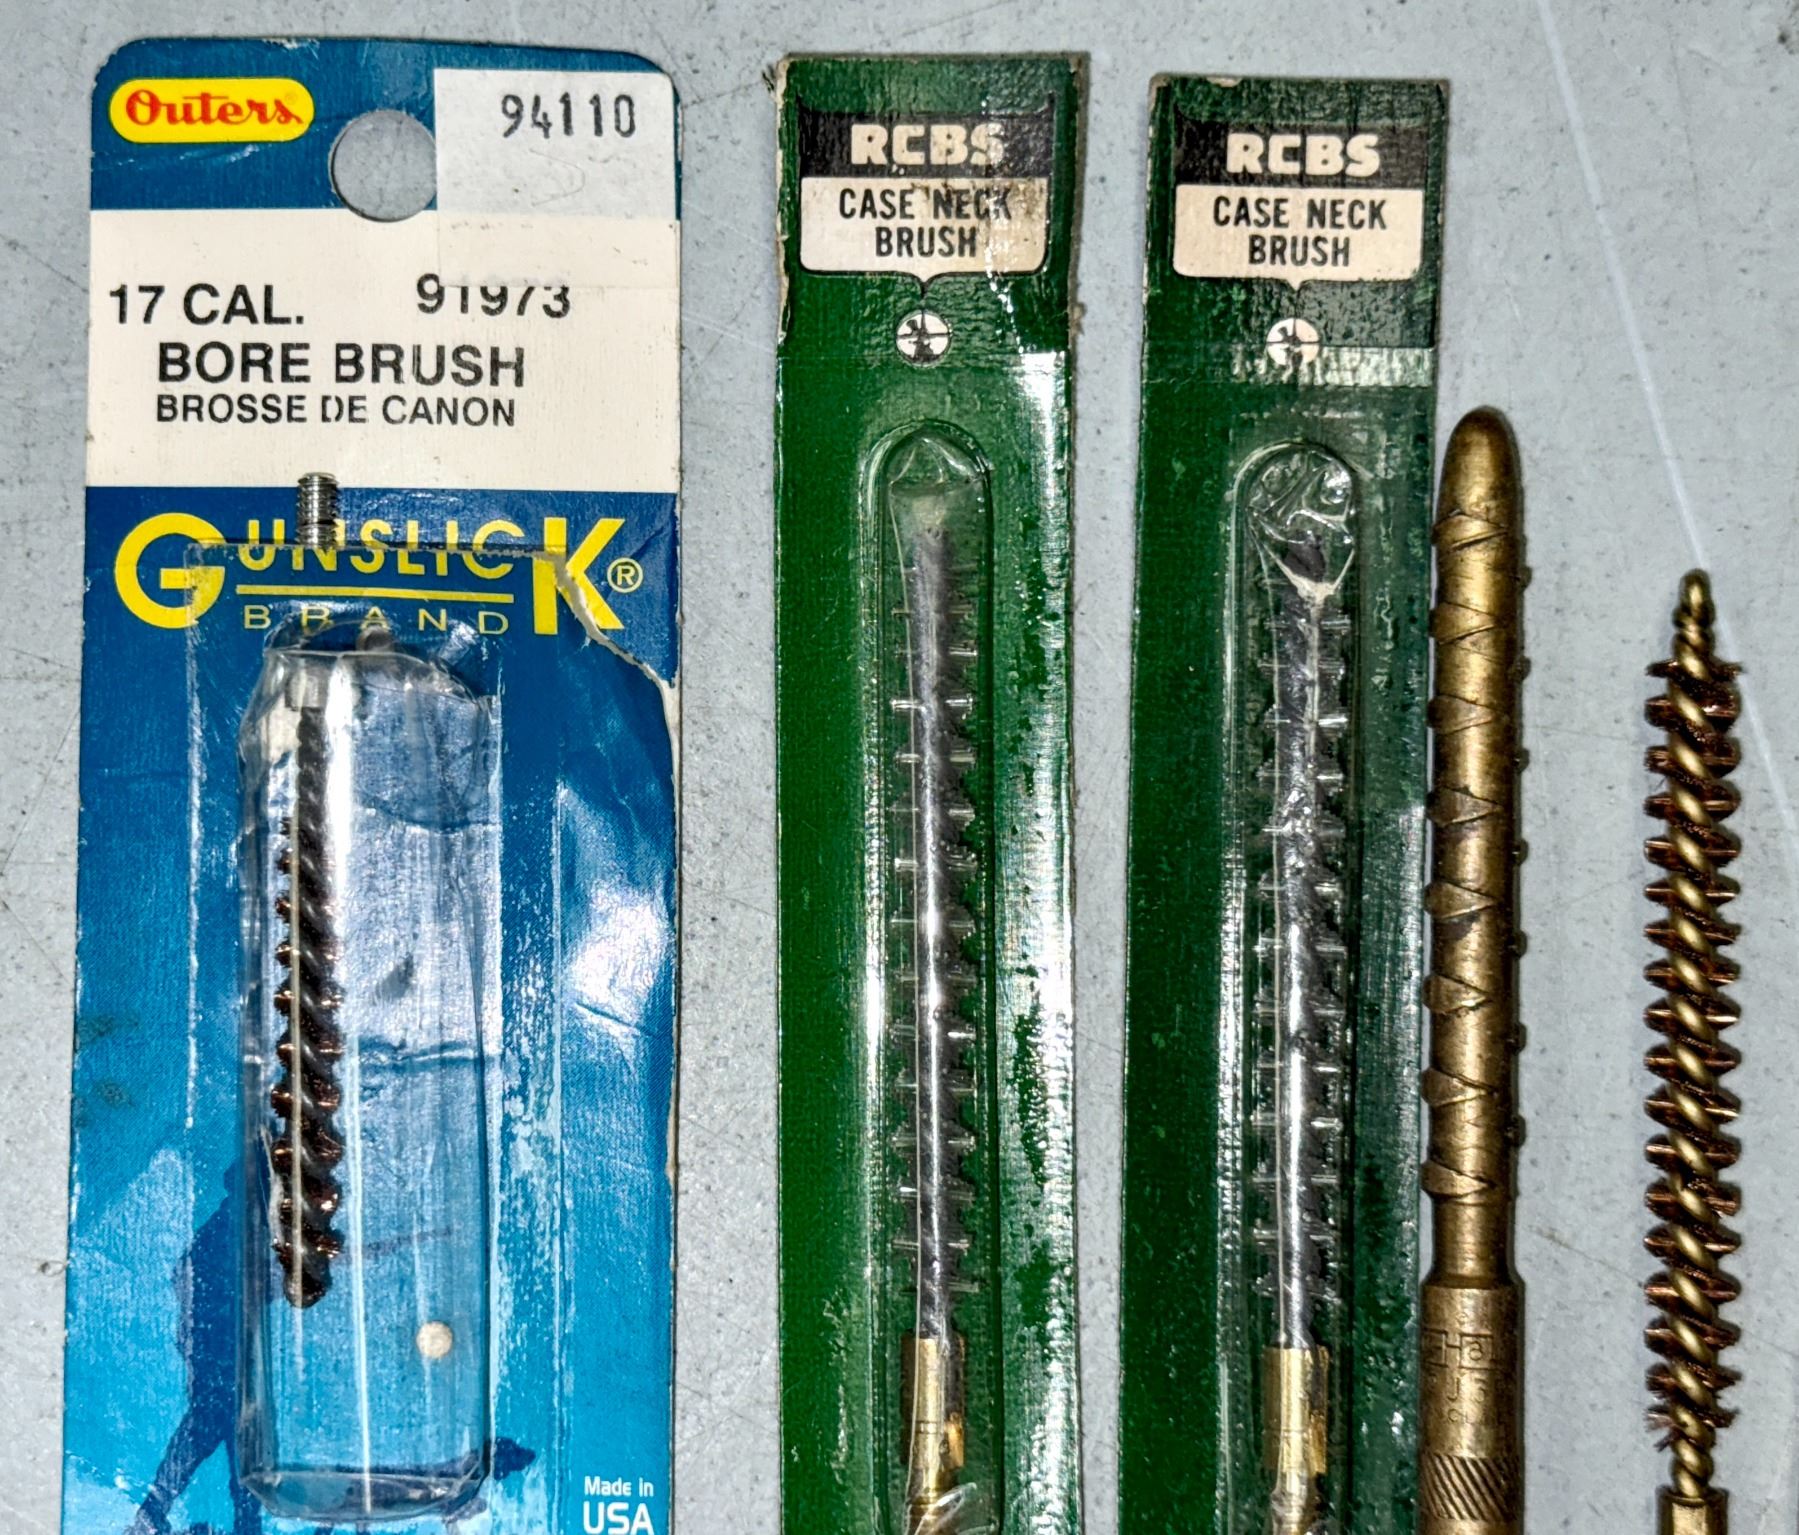 Outers
94110
17 CAL. 91973
BORE BRUSH
BROSSE DE CANON
GUNSLICK®
BRAND
Made in
USA
RCBS
CASE NECK
BRUSH
RCBS
CASE NECK
BRUSH